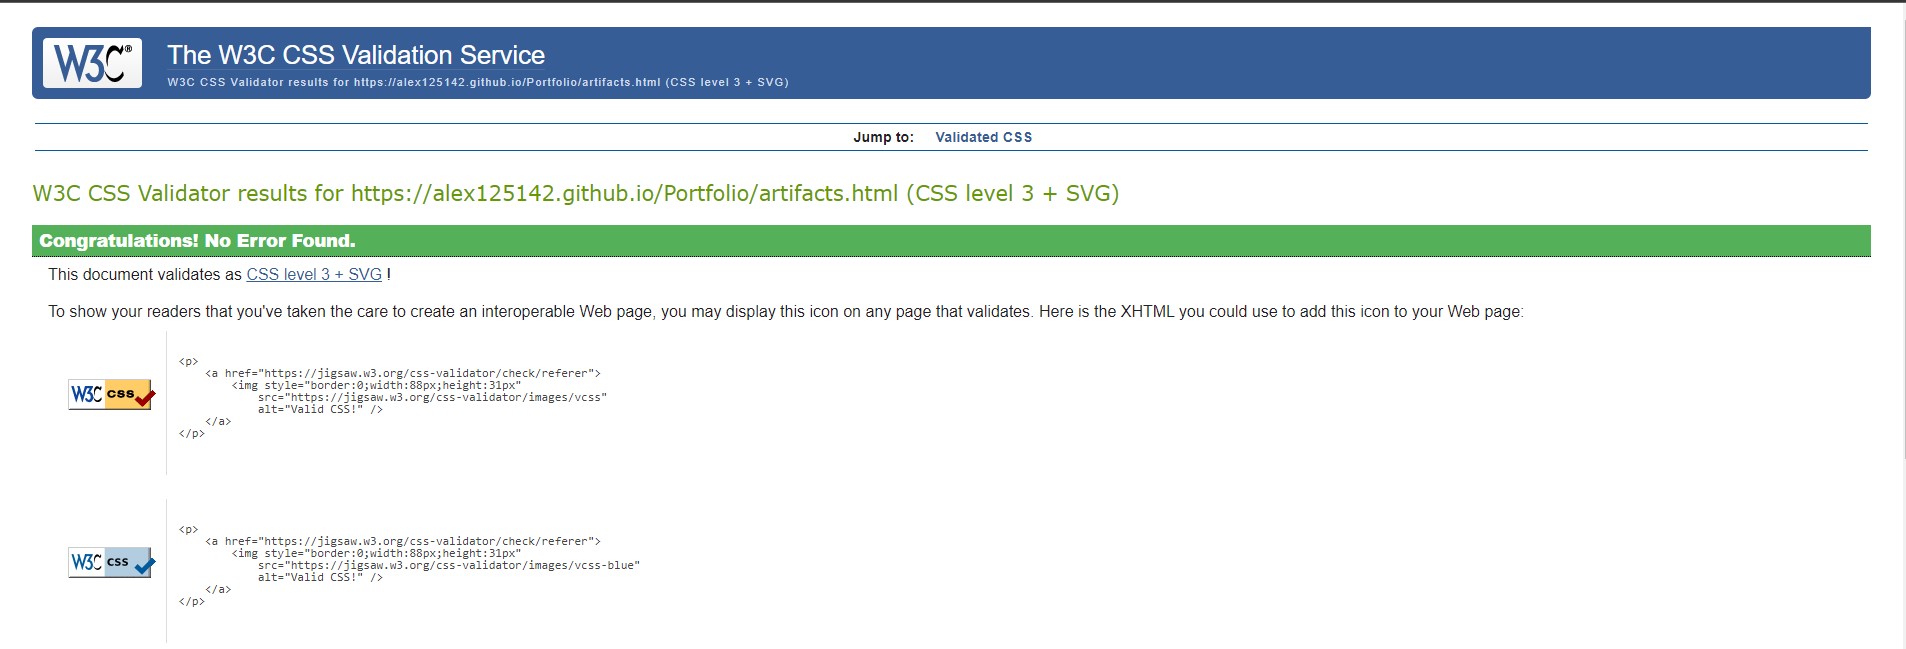 W3C®
The W3C CSS Validation Service
W3C CSS Validator results for https://alex125142.github.io/Portfolio/artifacts.html (CSS level 3 + SVG)
Jump to: Validated CSS
W3C CSS Validator results for https://alex125142.github.io/Portfolio/artifacts.html (CSS level 3 + SVG)
Congratulations! No Error Found.
This document validates as CSS level 3 + SVG !
To show your readers that you've taken the care to create an interoperable Web page, you may display this icon on any page that validates. Here is the XHTML you could use to add this icon to your Web page:
W3C CSS
<p>
<a href="https://jigsaw.w3.org/css-validator/check/referer">
<img style="border:0;width:88px;height:31px"
src="https://jigsaw.w3.org/css-validator/images/vcss"
alt="Valid CSS!" />
</a>
</p>
W3C CSS
<p>
<a href="https://jigsaw.w3.org/css-validator/check/referer">
<img style="border:0;width:88px;height:31px"
src="https://jigsaw.w3.org/css-validator/images/vcss-blue"
alt="Valid CSS!" />
</a>
</p>